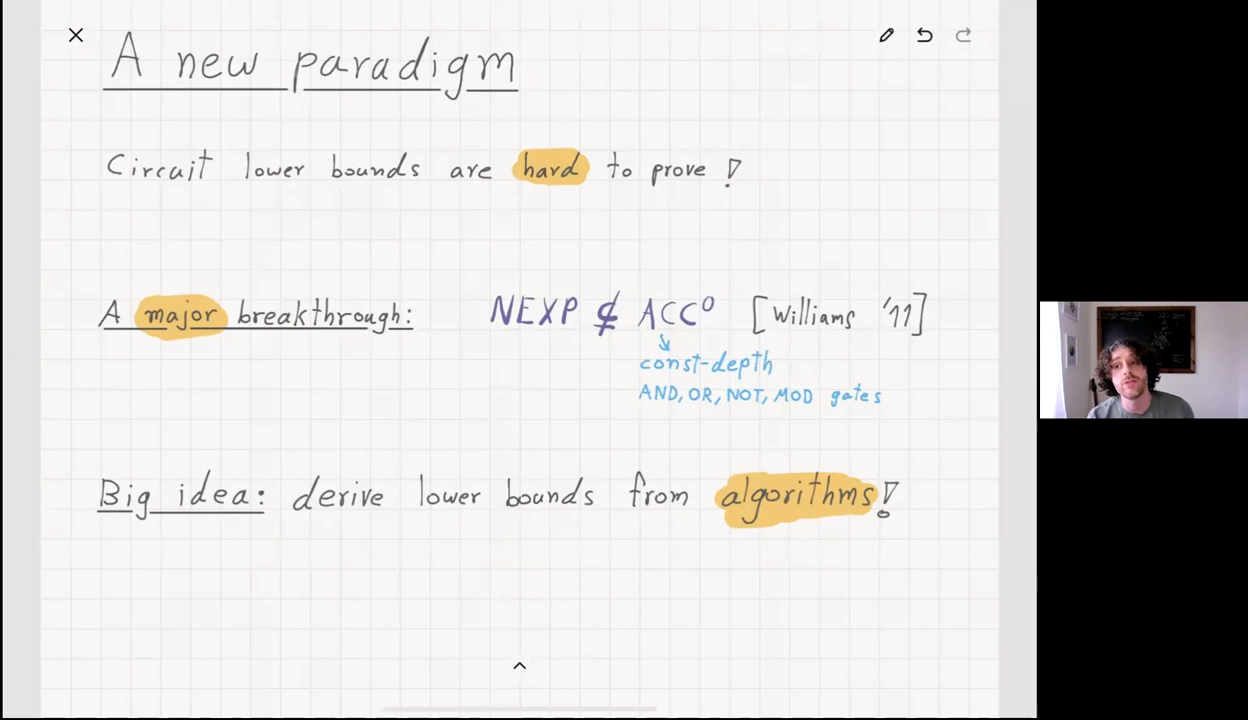 A new paradigm
Circuit lower bounds are hard to prove !
A major breakthrough: NEXP ⊄ ACC⁰ [Williams '11]
const-depth
AND, OR, NOT, MOD gates
Big idea: derive lower bounds from algorithms!